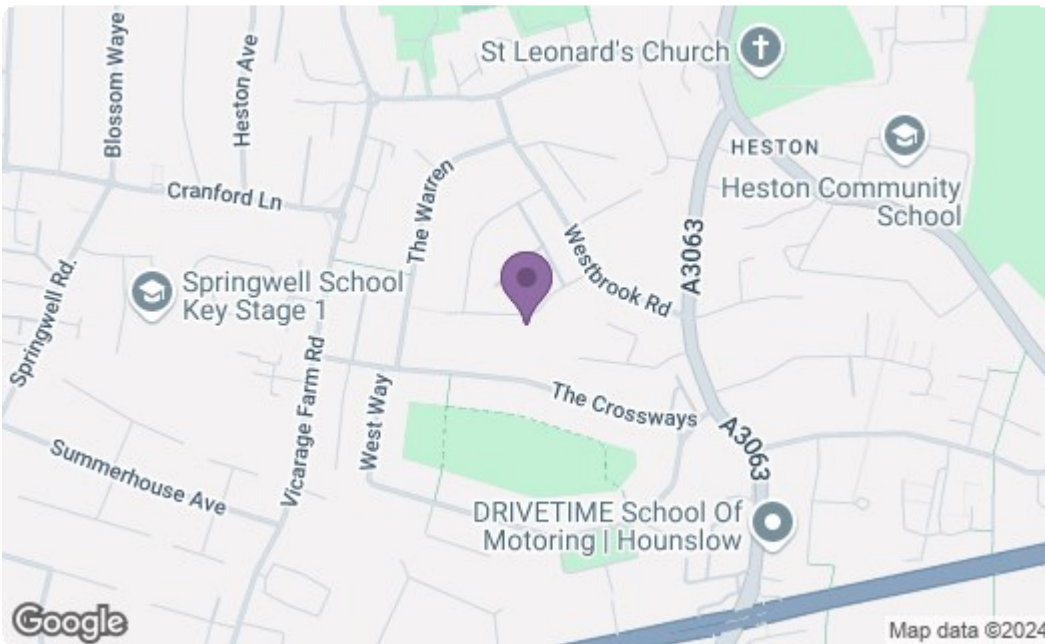 Blossom Waye
Heston Ave
St Leonard's Church
HESTON
Heston Community
School
Cranford Ln
The Warren
Westbrook Rd
A3063
Springwell School
Key Stage 1
Springwell Rd.
Vicarage Farm Rd
West Way
The Crossways
A3063
Summerhouse Ave
DRIVETIME School Of
Motoring | Hounslow
Google
Map data ©2024